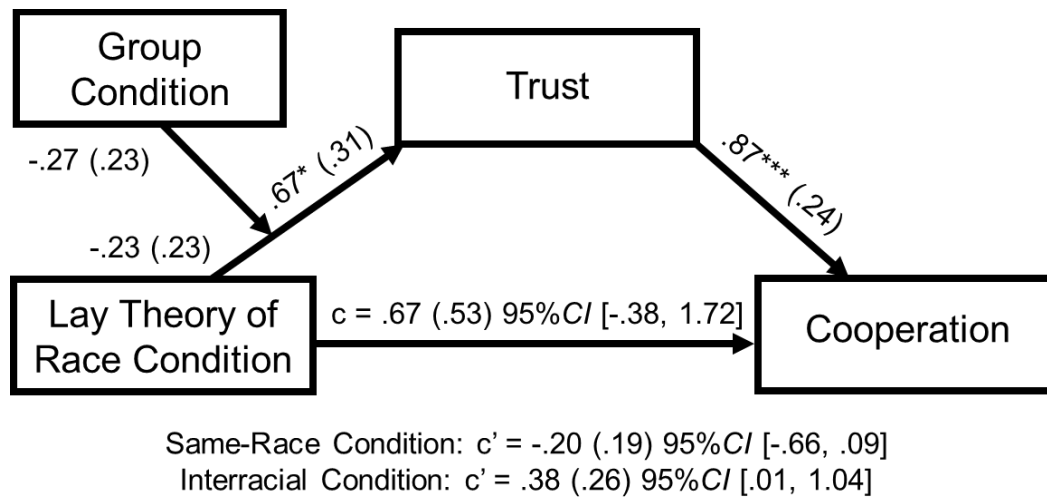 Group
Condition
Trust
-.27 (.23)
.67* (.31)
.87*** (.24)
-.23 (.23)
Lay Theory of
Race Condition
c = .67 (.53) 95%CI [-.38, 1.72]
Cooperation
Same-Race Condition: c’ = -.20 (.19) 95%CI [-.66, .09]
Interracial Condition: c’ = .38 (.26) 95%CI [.01, 1.04]